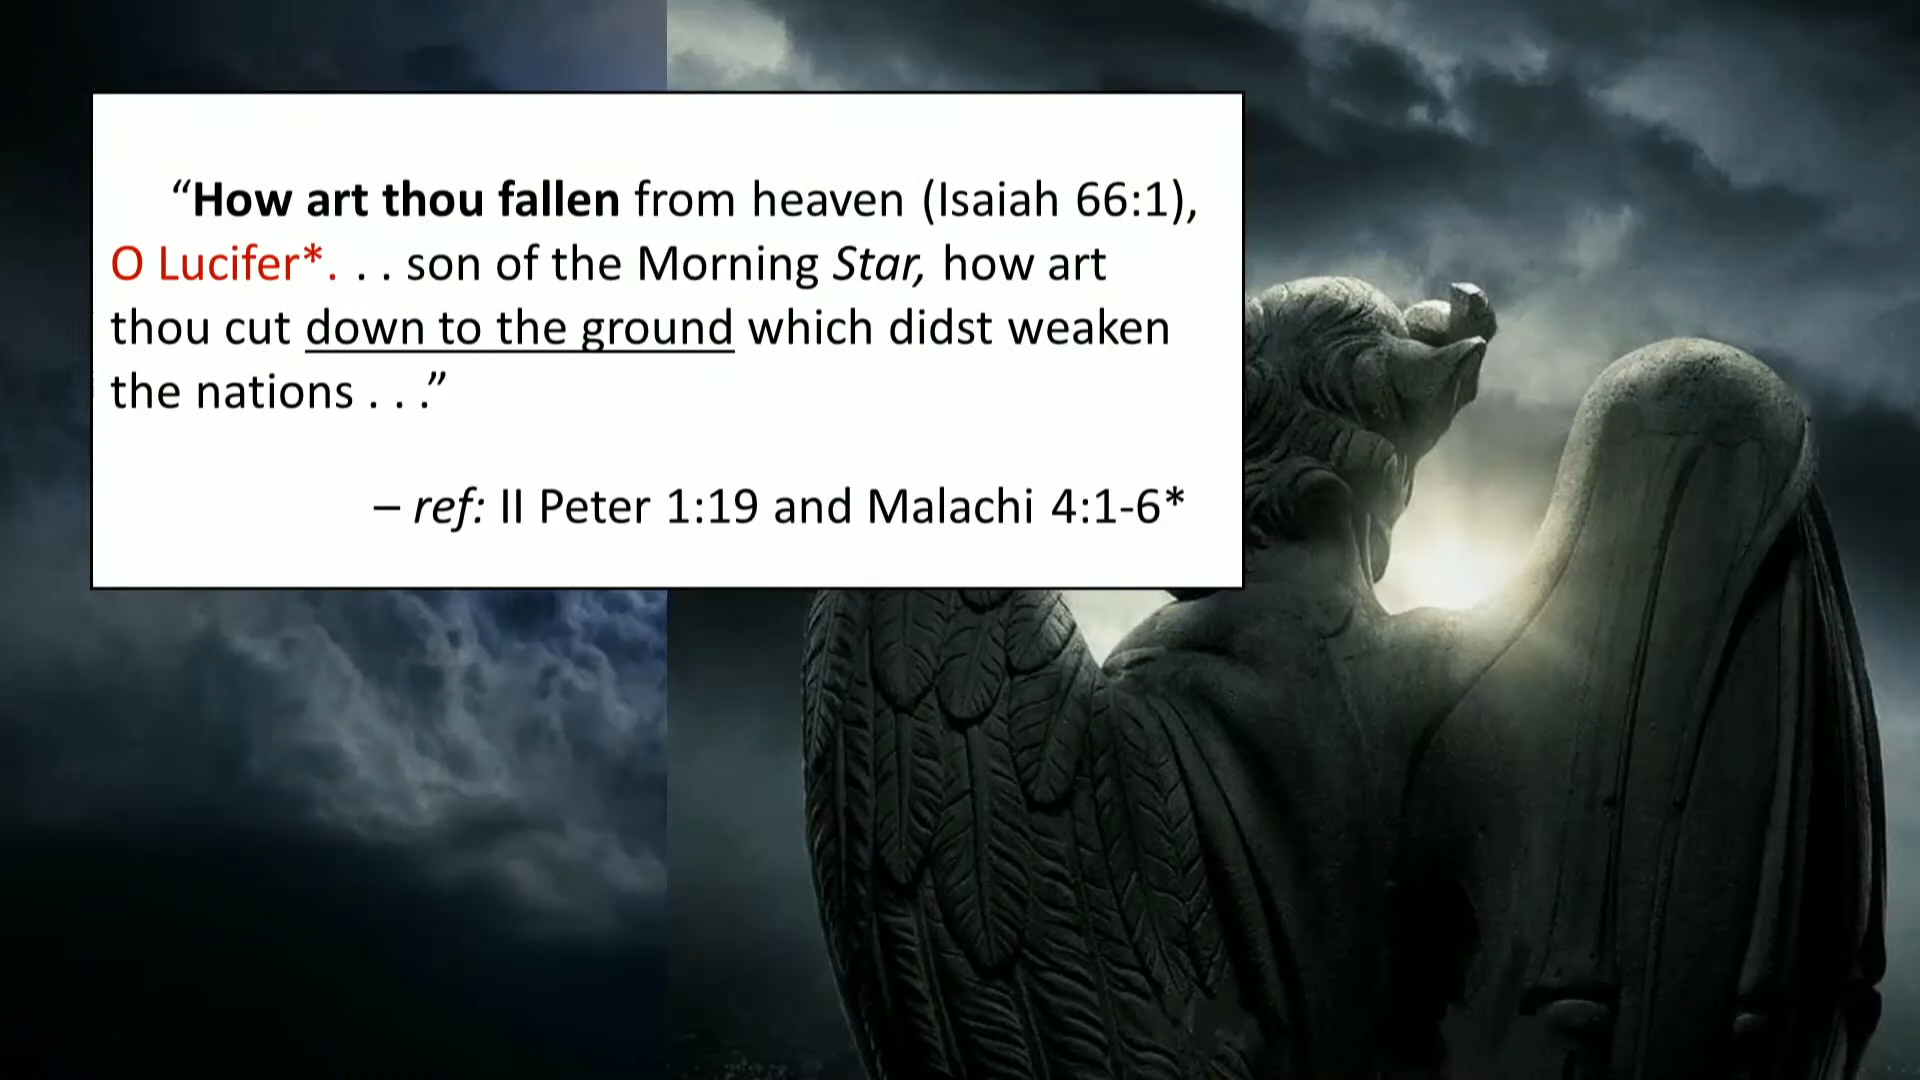 “How art thou fallen from heaven (Isaiah 66:1),
O Lucifer*. . . son of the Morning Star, how art
thou cut down to the ground which didst weaken
the nations . . .”
– ref: II Peter 1:19 and Malachi 4:1-6*